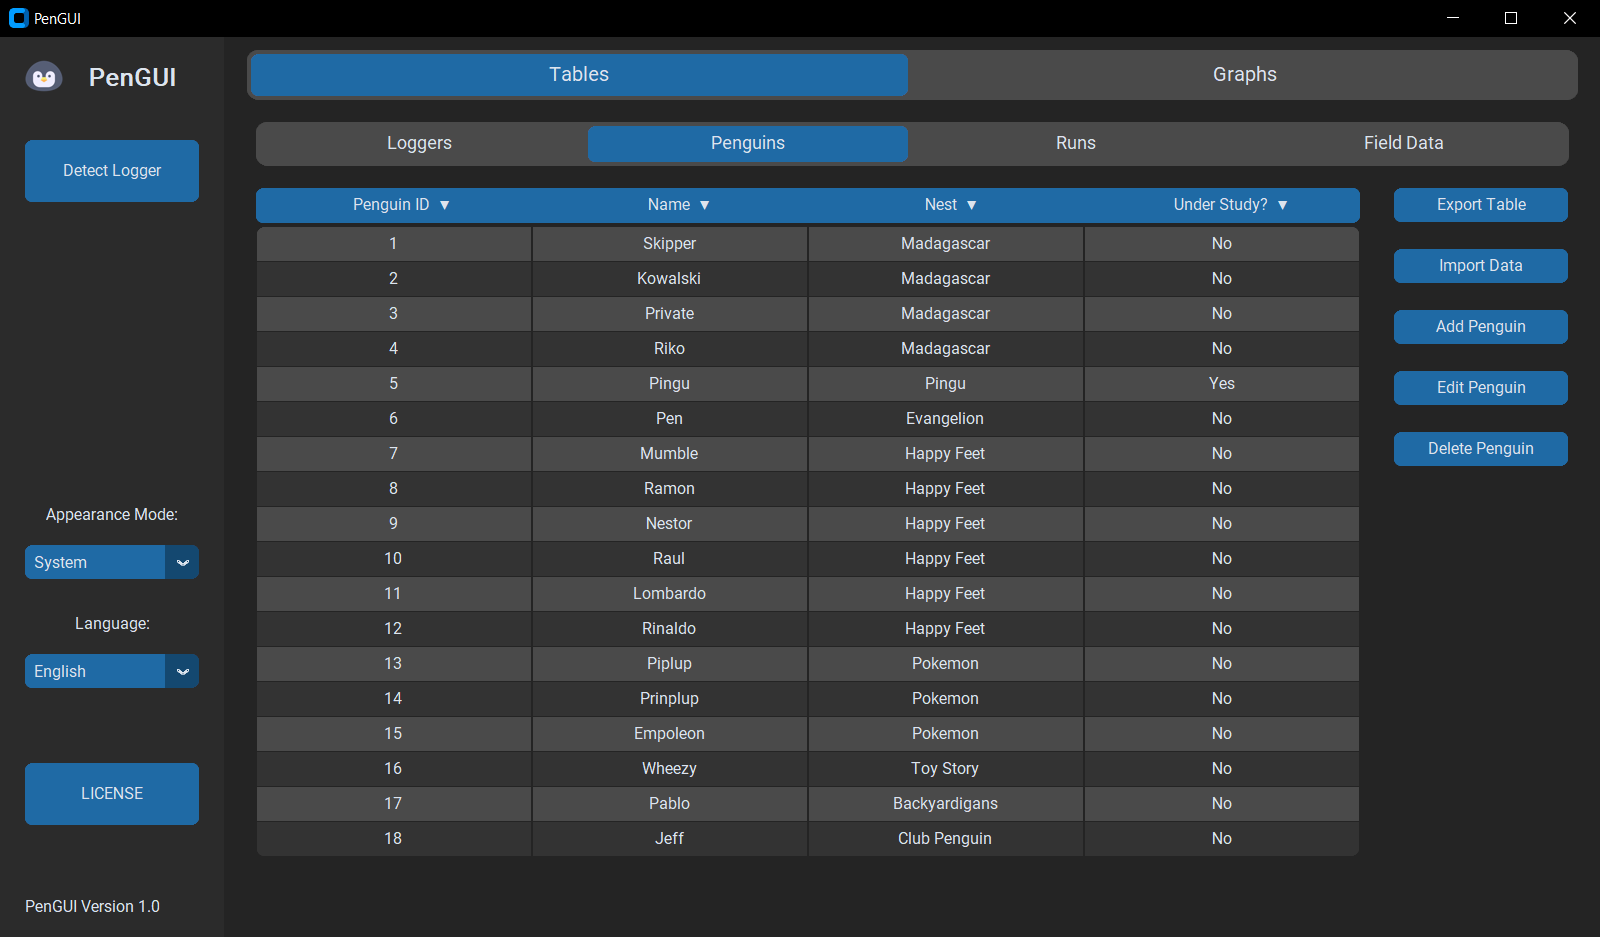 PenGUI
PenGUI
Detect Logger
Appearance Mode:
System
Language:
English
LICENSE
PenGUI Version 1.0
Tables Graphs
Loggers Penguins Runs Field Data
Penguin ID ▼ Name ▼ Nest ▼ Under Study? ▼
1 Skipper Madagascar No
2 Kowalski Madagascar No
3 Private Madagascar No
4 Riko Madagascar No
5 Pingu Pingu Yes
6 Pen Evangelion No
7 Mumble Happy Feet No
8 Ramon Happy Feet No
9 Nestor Happy Feet No
10 Raul Happy Feet No
11 Lombardo Happy Feet No
12 Rinaldo Happy Feet No
13 Piplup Pokemon No
14 Prinplup Pokemon No
15 Empoleon Pokemon No
16 Wheezy Toy Story No
17 Pablo Backyardigans No
18 Jeff Club Penguin No
Export Table
Import Data
Add Penguin
Edit Penguin
Delete Penguin